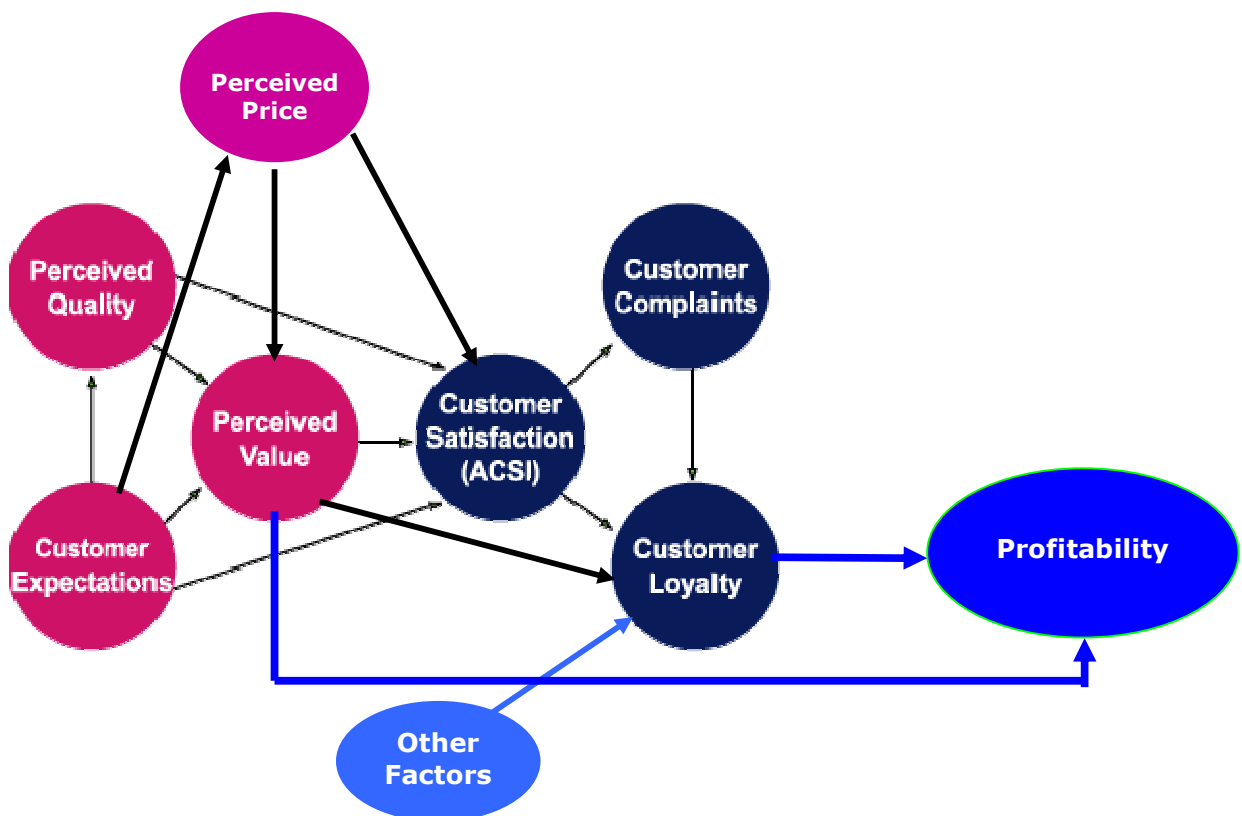 Perceived
Price
Perceived
Quality
Customer
Complaints
Perceived
Value
Customer
Satisfaction
(ACSI)
Customer
Expectations
Customer
Loyalty
Profitability
Other
Factors